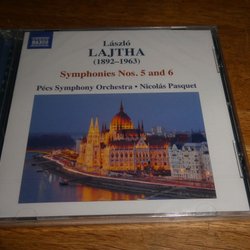 NAXOS
László
LAJTHA
(1892–1963)
Symphonies Nos. 5 and 6
Pécs Symphony Orchestra • Nicolás Pasquet